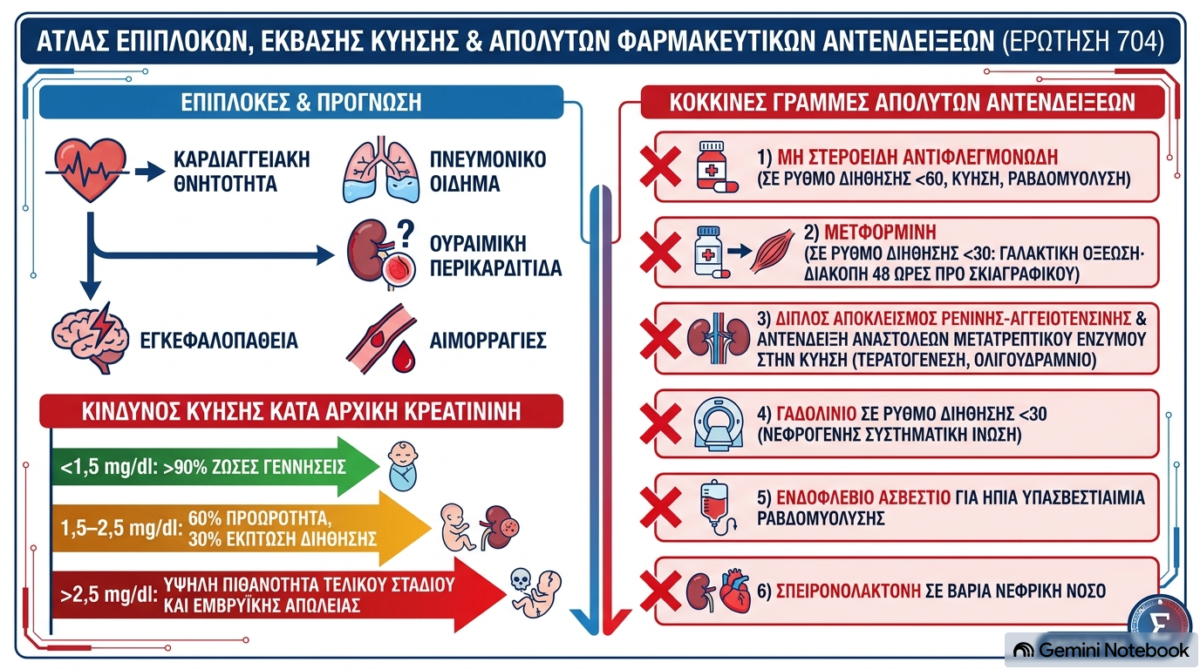 ΑΤΛΑΣ ΕΠΙΠΛΟΚΩΝ, ΕΚΒΑΣΗΣ ΚΥΗΣΗΣ & ΑΠΟΛΥΤΩΝ ΦΑΡΜΑΚΕΥΤΙΚΩΝ ΑΝΤΕΝΔΕΙΞΕΩΝ (ΕΡΩΤΗΣΗ 704)
ΕΠΙΠΛΟΚΕΣ & ΠΡΟΓΝΩΣΗ
ΚΑΡΔΙΑΓΓΕΙΑΚΗ
ΘΝΗΤΟΤΗΤΑ
ΠΝΕΥΜΟΝΙΚΟ
ΟΙΔΗΜΑ
?
ΟΥΡΑΙΜΙΚΗ
ΠΕΡΙΚΑΡΔΙΤΙΔΑ
ΕΓΚΕΦΑΛΟΠΑΘΕΙΑ
ΑΙΜΟΡΡΑΓΙΕΣ
ΚΙΝΔΥΝΟΣ ΚΥΗΣΗΣ ΚΑΤΑ ΑΡΧΙΚΗ ΚΡΕΑΤΙΝΙΝΗ
<1,5 mg/dl: >90% ΖΩΣΕΣ ΓΕΝΝΗΣΕΙΣ
1,5–2,5 mg/dl: 60% ΠΡΟΩΡΟΤΗΤΑ,
30% ΕΚΠΤΩΣΗ ΔΙΗΘΗΣΗΣ
>2,5 mg/dl: ΥΨΗΛΗ ΠΙΘΑΝΟΤΗΤΑ ΤΕΛΙΚΟΥ ΣΤΑΔΙΟΥ
ΚΑΙ ΕΜΒΡΥΪΚΗΣ ΑΠΩΛΕΙΑΣ
ΚΟΚΚΙΝΕΣ ΓΡΑΜΜΕΣ ΑΠΟΛΥΤΩΝ ΑΝΤΕΝΔΕΙΞΕΩΝ
1) ΜΗ ΣΤΕΡΟΕΙΔΗ ΑΝΤΙΦΛΕΓΜΟΝΩΔΗ
(ΣΕ ΡΥΘΜΟ ΔΙΗΘΗΣΗΣ <60, ΚΥΗΣΗ, ΡΑΒΔΟΜΥΟΛΥΣΗ)
2) ΜΕΤΦΟΡΜΙΝΗ
(ΣΕ ΡΥΘΜΟ ΔΙΗΘΗΣΗΣ <30: ΓΑΛΑΚΤΙΚΗ ΟΞΕΩΣΗ·
ΔΙΑΚΟΠΗ 48 ΩΡΕΣ ΠΡΟ ΣΚΙΑΓΡΑΦΙΚΟΥ)
3) ΔΙΠΛΟΣ ΑΠΟΚΛΕΙΣΜΟΣ ΡΕΝΙΝΗΣ-ΑΓΓΕΙΟΤΕΝΣΙΝΗΣ &
ΑΝΤΕΝΔΕΙΞΗ ΑΝΑΣΤΟΛΕΩΝ ΜΕΤΑΤΡΕΠΤΙΚΟΥ ΕΝΖΥΜΟΥ
ΣΤΗΝ ΚΥΗΣΗ (ΤΕΡΑΤΟΓΕΝΕΣΗ, ΟΛΙΓΟΥΔΡΑΜΝΙΟ)
4) ΓΑΔΟΛΙΝΙΟ ΣΕ ΡΥΘΜΟ ΔΙΗΘΗΣΗΣ <30
(ΝΕΦΡΟΓΕΝΗΣ ΣΥΣΤΗΜΑΤΙΚΗ ΙΝΩΣΗ)
5) ΕΝΔΟΦΛΕΒΙΟ ΑΣΒΕΣΤΙΟ ΓΙΑ ΗΠΙΑ ΥΠΑΣΒΕΣΤΙΑΙΜΙΑ
ΡΑΒΔΟΜΥΟΛΥΣΗΣ
6) ΣΠΕΙΡΟΝΟΛΑΚΤΟΝΗ ΣΕ ΒΑΡΙΑ ΝΕΦΡΙΚΗ ΝΟΣΟ
Σ
Gemini Notebook